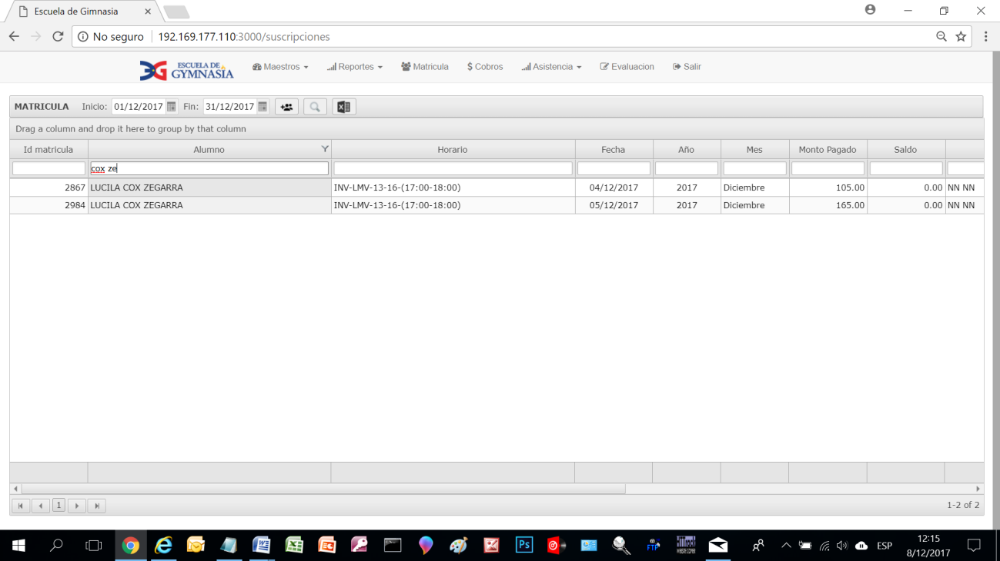 Escuela de Gimnasia
No seguro 192.169.177.110:3000/suscripciones
ESCUELA DE GYMNASIA Maestros Reportes Matricula $ Cobros Asistencia Evaluacion Salir
MATRICULA Inicio: 01/12/2017 Fin: 31/12/2017
Drag a column and drop it here to group by that column
Id matricula Alumno Horario Fecha Año Mes Monto Pagado Saldo
cox ze
2867 LUCILA COX ZEGARRA INV-LMV-13-16-(17:00-18:00) 04/12/2017 2017 Diciembre 105.00 0.00 NN NN
2984 LUCILA COX ZEGARRA INV-LMV-13-16-(17:00-18:00) 05/12/2017 2017 Diciembre 165.00 0.00 NN NN
1 1-2 of 2
Ps FTP ESP 12:15
8/12/2017